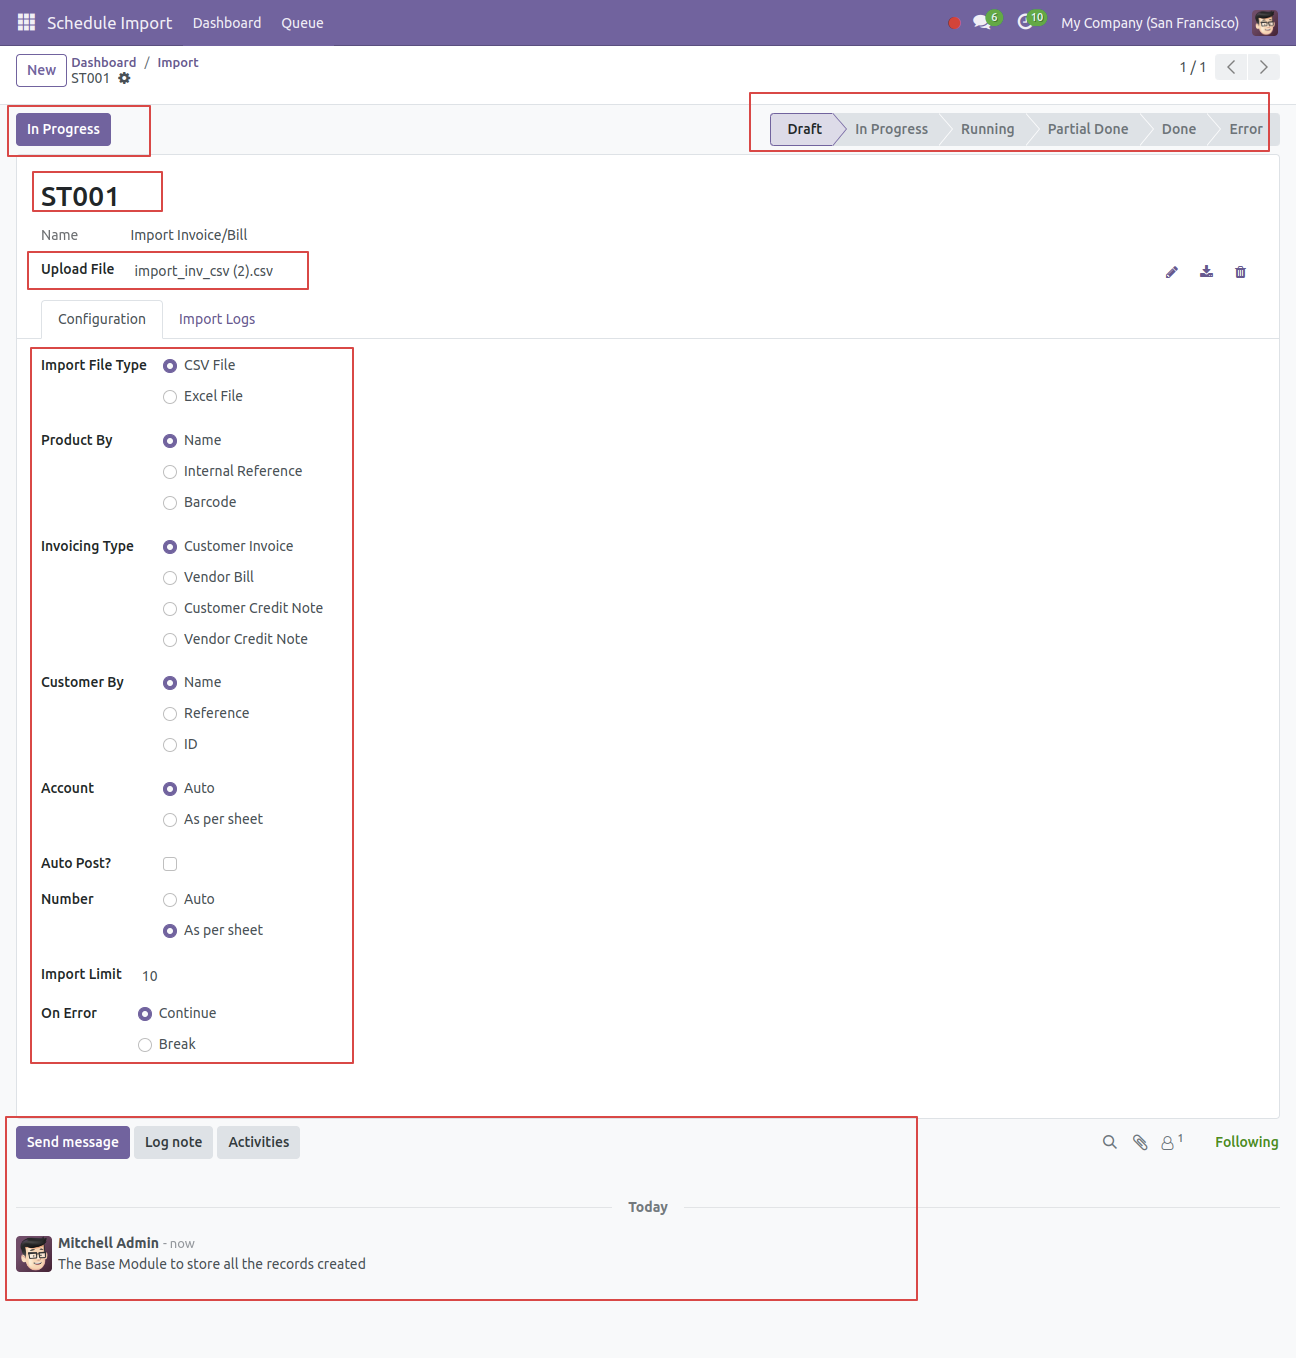 Schedule Import Dashboard Queue 6 10 My Company (San Francisco)
New Dashboard / Import
ST001 1 / 1
In Progress Draft In Progress Running Partial Done Done Error
ST001
Name Import Invoice/Bill
Upload File import_inv_csv (2).csv
Configuration Import Logs
Import File Type CSV File
Excel File
Product By Name
Internal Reference
Barcode
Invoicing Type Customer Invoice
Vendor Bill
Customer Credit Note
Vendor Credit Note
Customer By Name
Reference
ID
Account Auto
As per sheet
Auto Post?
Number Auto
As per sheet
Import Limit 10
On Error Continue
Break
Send message Log note Activities 1 Following
Today
Mitchell Admin - now
The Base Module to store all the records created